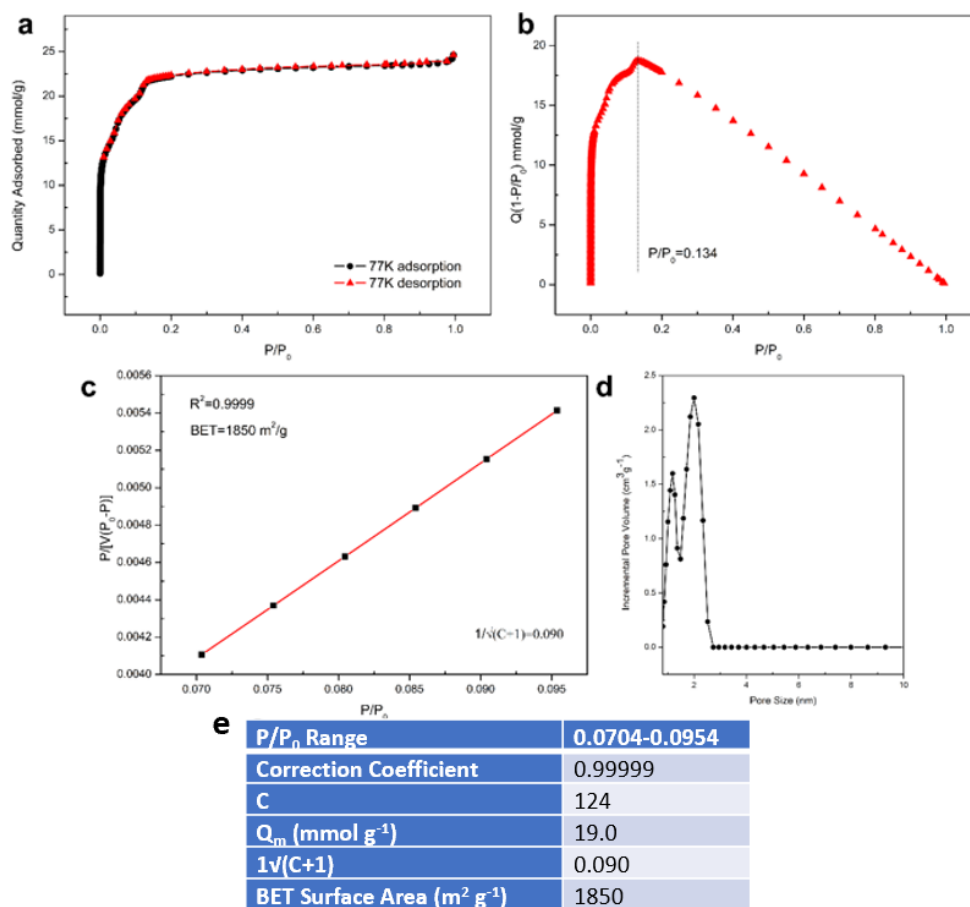 a
Quantity Adsorbed (mmol/g)
30
25
20
15
10
5
0
77K adsorption
77K desorption
0.0 0.2 0.4 0.6 0.8 1.0
P/P0
b
Q(1-P/P0) mmol/g
20
15
10
5
0
P/P0=0.134
0.0 0.2 0.4 0.6 0.8 1.0
P/P0
c
P/[V(P0-P)]
0.0056
0.0054
0.0052
0.0050
0.0048
0.0046
0.0044
0.0042
0.0040
R2=0.9999
BET=1850 m2/g
1/√(C+1)=0.090
0.070 0.075 0.080 0.085 0.090 0.095
P/P0
d
Incremental Pore Volume (cm3g-1)
2.5
2.0
1.5
1.0
0.5
0.0
2 4 6 8 10
Pore Size (nm)
e
P/P0 Range 0.0704-0.0954
Correction Coefficient 0.99999
C 124
Qm (mmol g-1) 19.0
1√(C+1) 0.090
BET Surface Area (m2 g-1) 1850